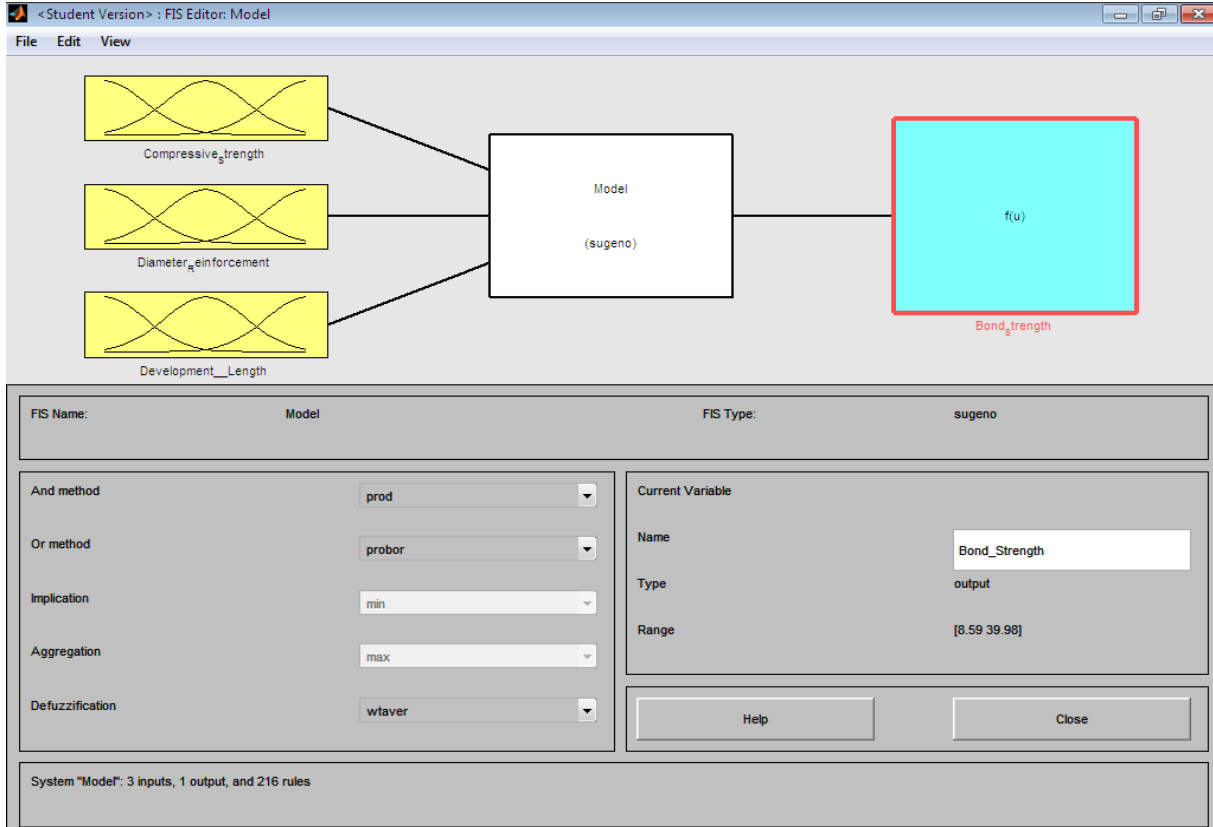 <Student Version> : FIS Editor: Model
File Edit View
Compressive_strength
Model
(sugeno)
f(u)
Diameter_Reinforcement
Bond_strength
Development__Length
FIS Name: Model FIS Type: sugeno
And method prod
Or method probor
Implication min
Aggregation max
Defuzzification wtaver
Current Variable
Name Bond_Strength
Type output
Range [8.59 39.98]
Help Close
System "Model": 3 inputs, 1 output, and 216 rules